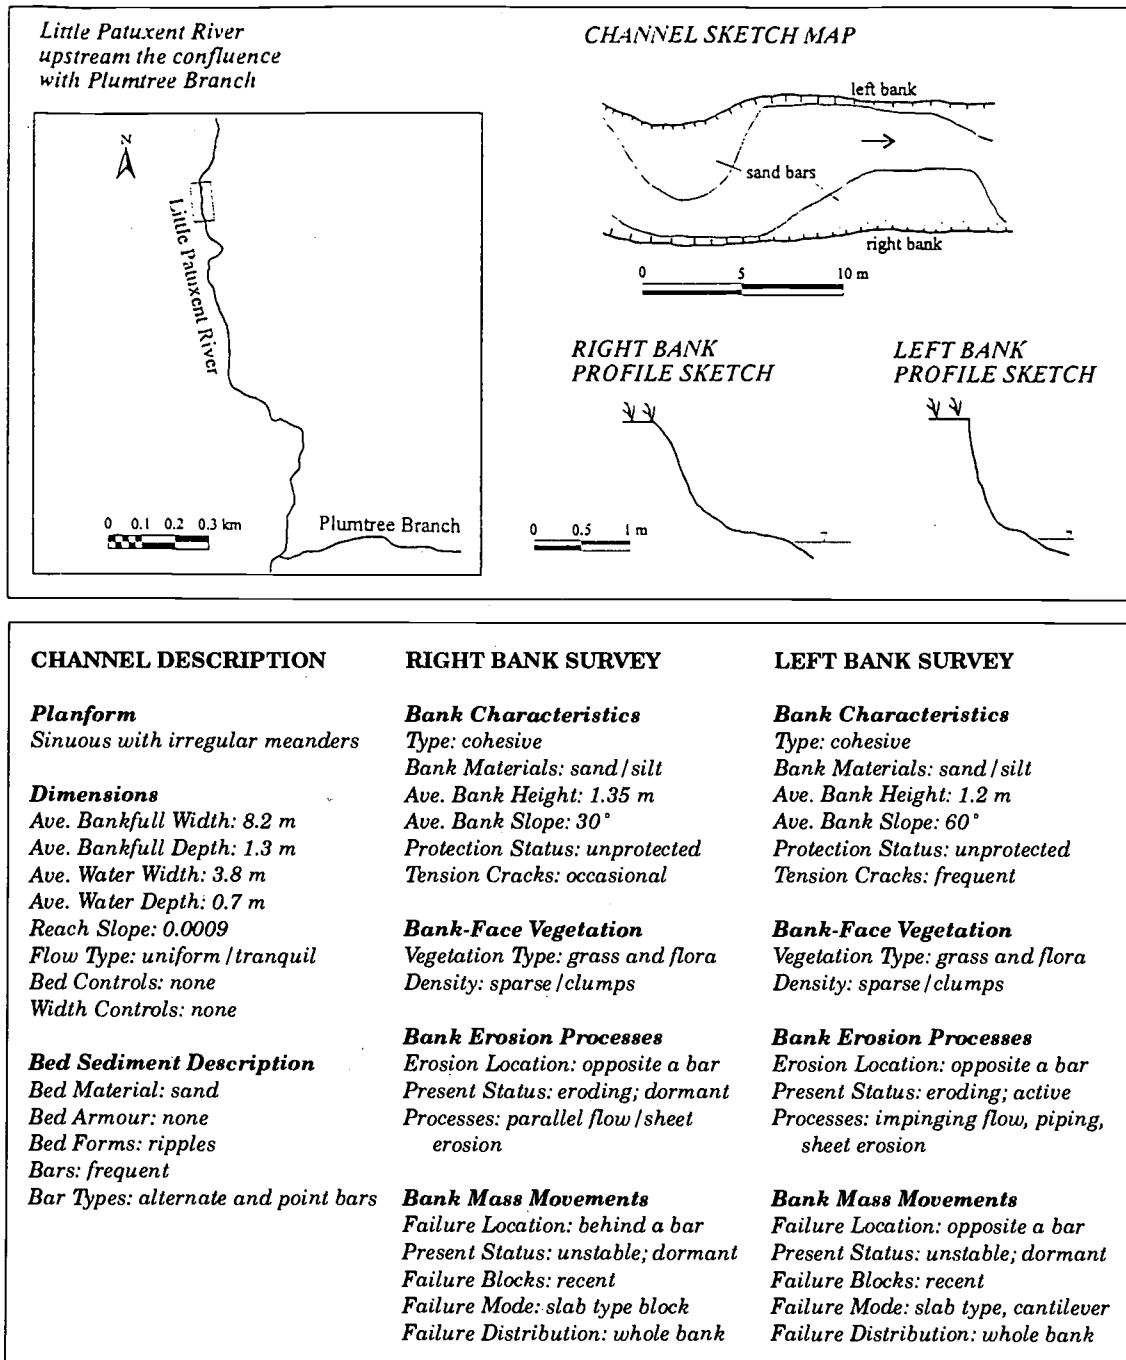 Little Patuxent River
upstream the confluence
with Plumtree Branch
N
Little Patuxent River
0 0.1 0.2 0.3 km
Plumtree Branch
CHANNEL SKETCH MAP
left bank
sand bars
right bank
0 5 10 m
RIGHT BANK
PROFILE SKETCH
0 0.5 1 m
LEFT BANK
PROFILE SKETCH
CHANNEL DESCRIPTION
Planform
Sinuous with irregular meanders
Dimensions
Ave. Bankfull Width: 8.2 m
Ave. Bankfull Depth: 1.3 m
Ave. Water Width: 3.8 m
Ave. Water Depth: 0.7 m
Reach Slope: 0.0009
Flow Type: uniform/tranquil
Bed Controls: none
Width Controls: none
Bed Sediment Description
Bed Material: sand
Bed Armour: none
Bed Forms: ripples
Bars: frequent
Bar Types: alternate and point bars
RIGHT BANK SURVEY
Bank Characteristics
Type: cohesive
Bank Materials: sand/silt
Ave. Bank Height: 1.35 m
Ave. Bank Slope: 30°
Protection Status: unprotected
Tension Cracks: occasional
Bank-Face Vegetation
Vegetation Type: grass and flora
Density: sparse/clumps
Bank Erosion Processes
Erosion Location: opposite a bar
Present Status: eroding; dormant
Processes: parallel flow/sheet
erosion
Bank Mass Movements
Failure Location: behind a bar
Present Status: unstable; dormant
Failure Blocks: recent
Failure Mode: slab type block
Failure Distribution: whole bank
LEFT BANK SURVEY
Bank Characteristics
Type: cohesive
Bank Materials: sand/silt
Ave. Bank Height: 1.2 m
Ave. Bank Slope: 60°
Protection Status: unprotected
Tension Cracks: frequent
Bank-Face Vegetation
Vegetation Type: grass and flora
Density: sparse/clumps
Bank Erosion Processes
Erosion Location: opposite a bar
Present Status: eroding; active
Processes: impinging flow, piping,
sheet erosion
Bank Mass Movements
Failure Location: opposite a bar
Present Status: unstable; dormant
Failure Blocks: recent
Failure Mode: slab type, cantilever
Failure Distribution: whole bank